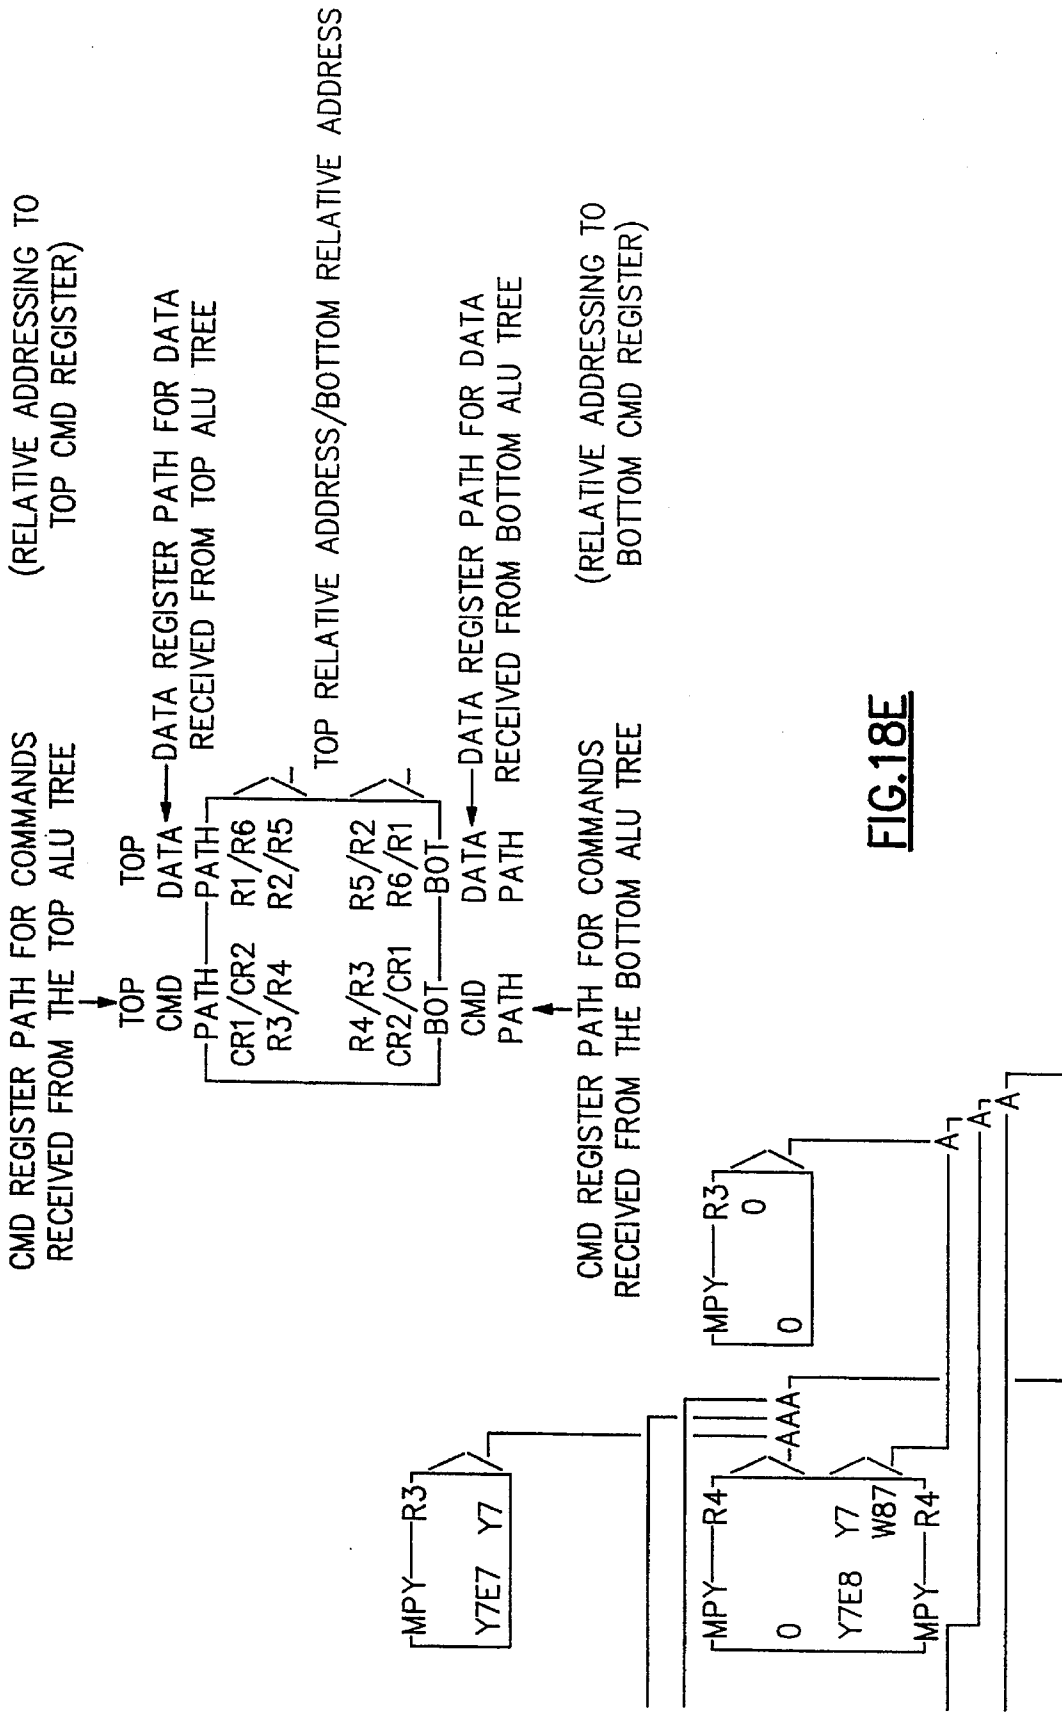 CMD REGISTER PATH FOR COMMANDS
RECEIVED FROM THE TOP ALU TREE
(RELATIVE ADDRESSING TO
TOP CMD REGISTER)
TOP TOP
CMD DATA
PATH PATH
DATA REGISTER PATH FOR DATA
RECEIVED FROM TOP ALU TREE
CR1/CR2 R1/R6
R3/R4 R2/R5
TOP RELATIVE ADDRESS/BOTTOM RELATIVE ADDRESS
R4/R3 R5/R2
CR2/CR1 R6/R1
BOT BOT
CMD DATA
PATH PATH
DATA REGISTER PATH FOR DATA
RECEIVED FROM BOTTOM ALU TREE
CMD REGISTER PATH FOR COMMANDS
RECEIVED FROM THE BOTTOM ALU TREE
(RELATIVE ADDRESSING TO
BOTTOM CMD REGISTER)
MPY R3
Y7E7 Y7
MPY R4
0
AAA
Y7E8 Y7
W87
MPY R4
MPY R3
0 0
A
A
A
FIG.18E